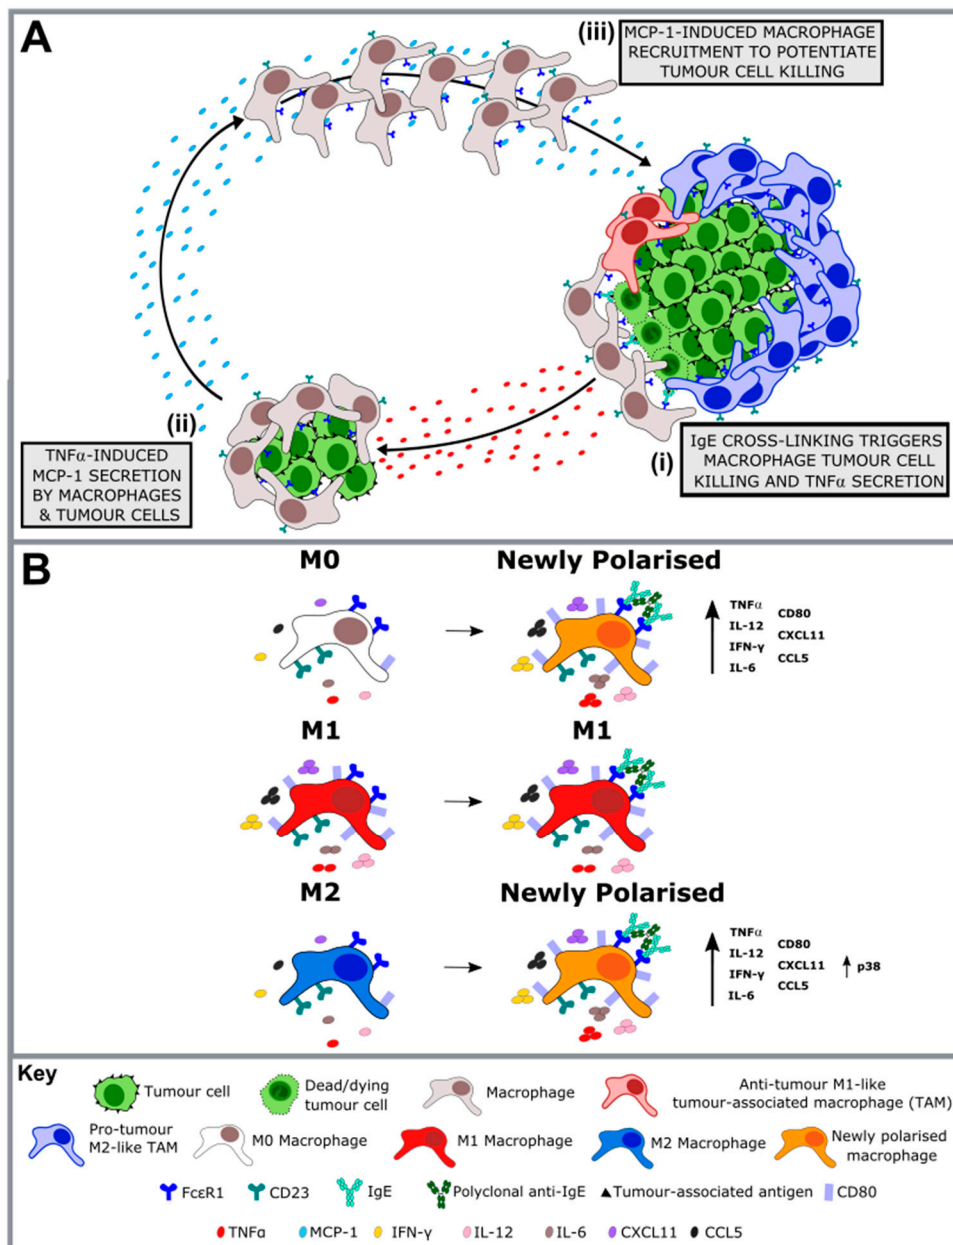 A
(iii)
MCP-1-INDUCED MACROPHAGE
RECRUITMENT TO POTENTIATE
TUMOUR CELL KILLING
(ii)
TNFα-INDUCED
MCP-1 SECRETION
BY MACROPHAGES
& TUMOUR CELLS
(i)
IgE CROSS-LINKING TRIGGERS
MACROPHAGE TUMOUR CELL
KILLING AND TNFα SECRETION
B
M0
Newly Polarised
TNFα
CD80
IL-12
CXCL11
IFN-γ
CCL5
IL-6
M1
M1
M2
Newly Polarised
TNFα
CD80
IL-12
CXCL11
p38
IFN-γ
CCL5
IL-6
Key
Tumour cell
Dead/dying
tumour cell
Macrophage
Anti-tumour M1-like
tumour-associated macrophage (TAM)
Pro-tumour
M2-like TAM
M0 Macrophage
M1 Macrophage
M2 Macrophage
Newly polarised
macrophage
FcεR1
CD23
IgE
Polyclonal anti-IgE
Tumour-associated antigen
CD80
TNFα
MCP-1
IFN-γ
IL-12
IL-6
CXCL11
CCL5